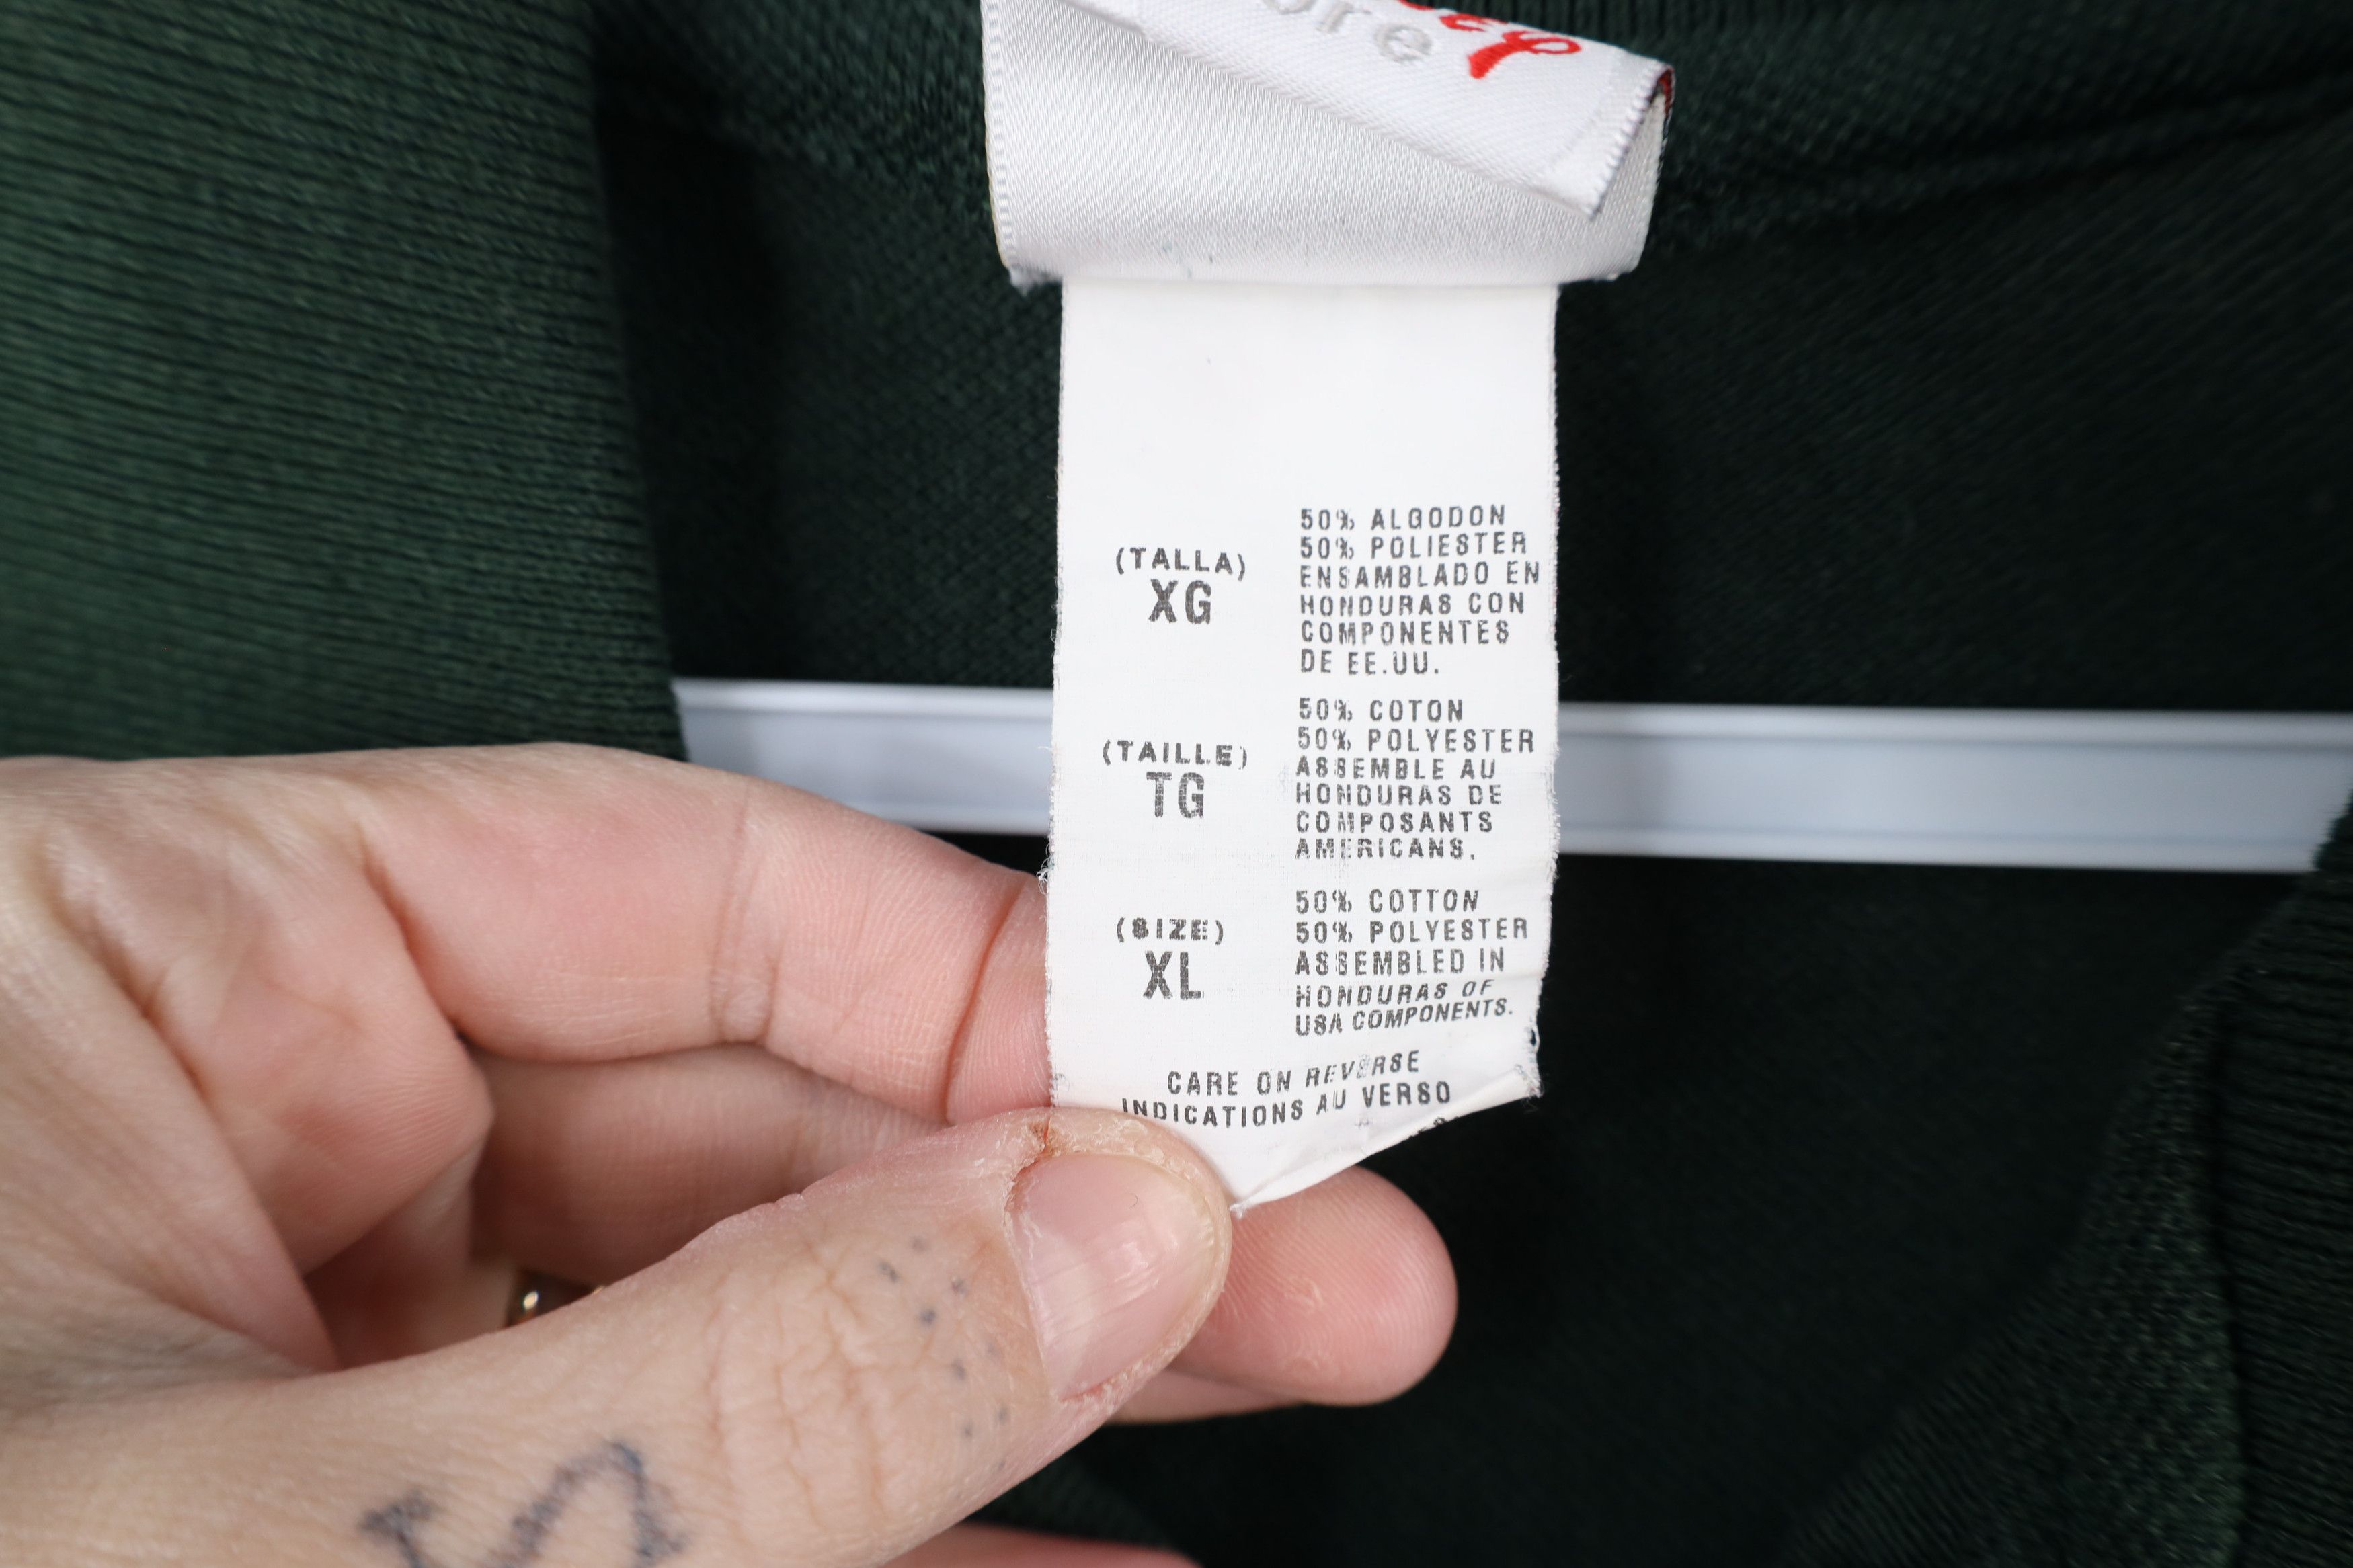 ore
(TALLA)
XG
50% ALGODON
50% POLIESTER
ENSAMBLADO EN
HONDURAS CON
COMPONENTES
DE EE.UU.
(TAILLE)
TG
50% COTON
50% POLYESTER
ASSEMBLE AU
HONDURAS DE
COMPOSANTS
AMERICANS.
(SIZE)
XL
50% COTTON
50% POLYESTER
ASSEMBLED IN
HONDURAS OF
USA COMPONENTS.
CARE ON REVERSE
INDICATIONS AU VERSO